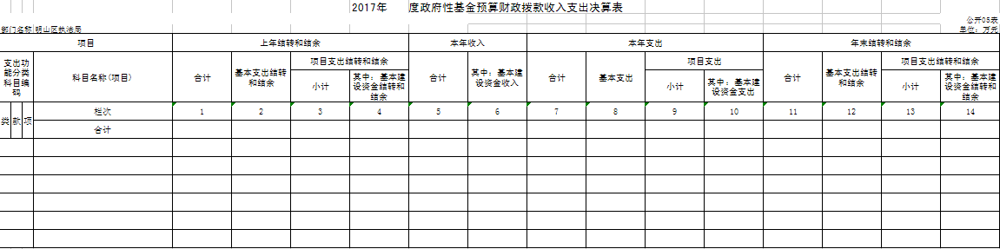 2017年 度政府性基金预算财政拨款收入支出决算表
公开08表
部门名称:明山区执法局 单位：万元
项目 上年结转和结余 本年收入 本年支出 年末结转和结余
支出功能分类科目编码 科目名称(项目) 合计 基本支出结转和结余 项目支出结转和结余 合计 其中：基本建设资金收入 合计 基本支出 项目支出 合计 基本支出结转和结余 项目支出结转和结余
小计 其中：基本建设资金结转和结余 小计 其中：基本建设资金支出 小计 其中：基本建设资金结转和结余
类 款 项 栏次 1 2 3 4 5 6 7 8 9 10 11 12 13 14
合计